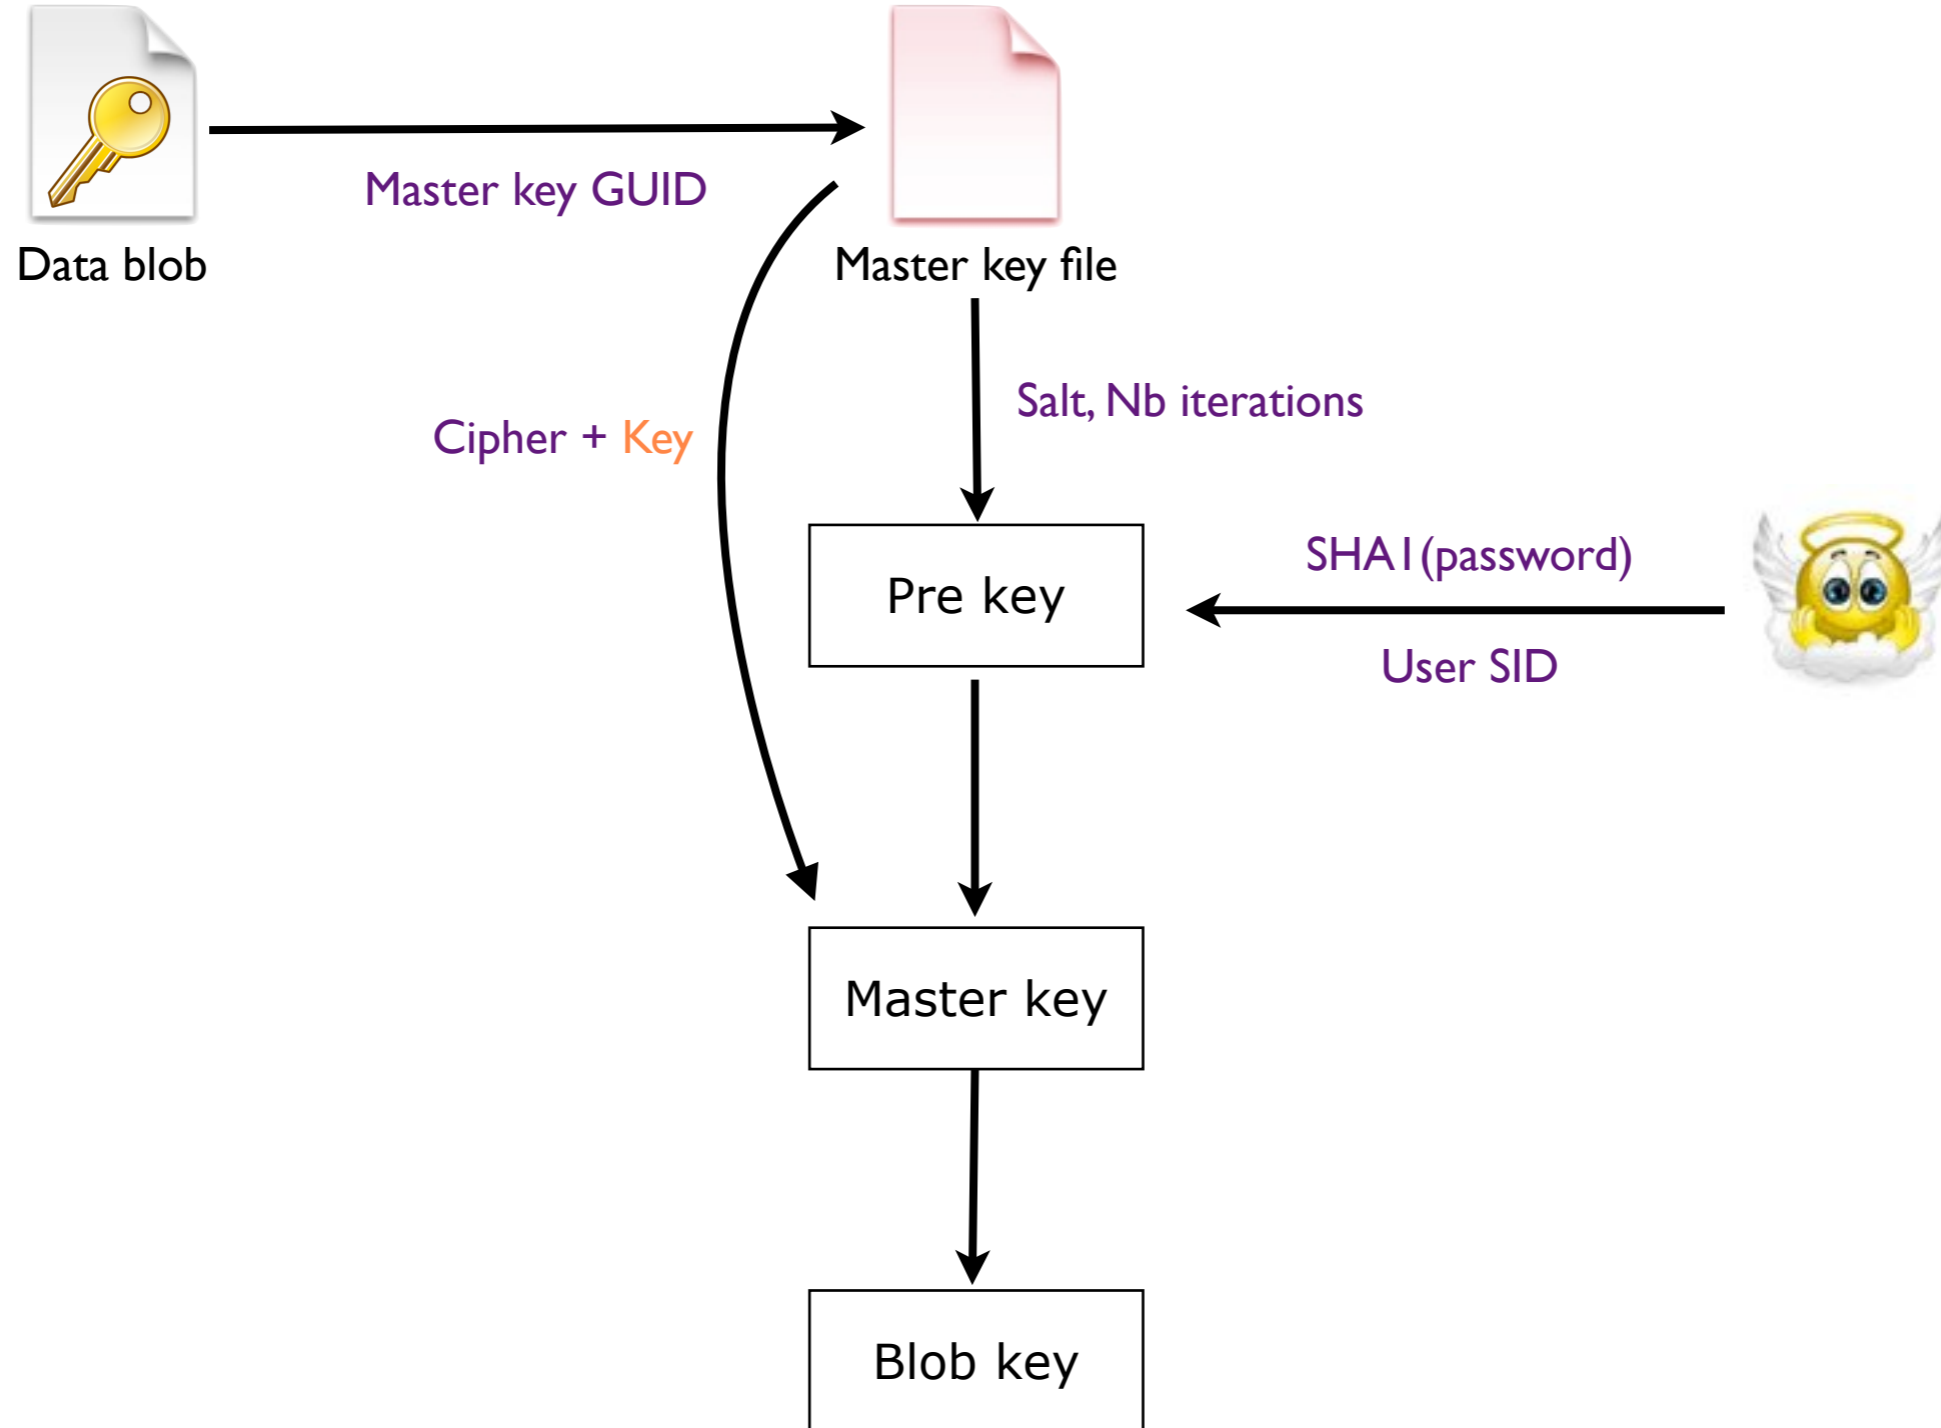 Master key GUID
Data blob
Master key file
Salt, Nb iterations
Cipher + Key
SHA1(password)
Pre key
User SID
Master key
Blob key